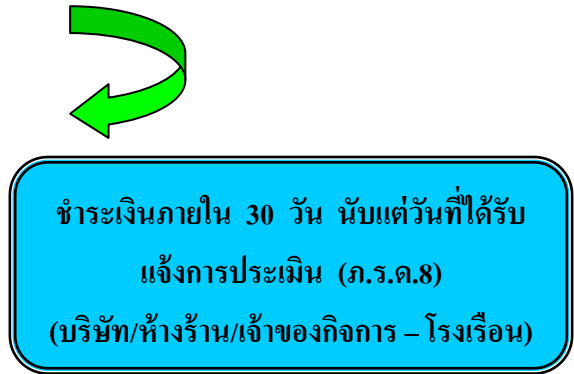 ชำระเงินภายใน 30 วัน นับแต่วันที่ได้รับ
แจ้งการประเมิน (ภ.ร.ด.8)
(บริษัท/ห้างร้าน/เจ้าของกิจการ – โรงเรือน)